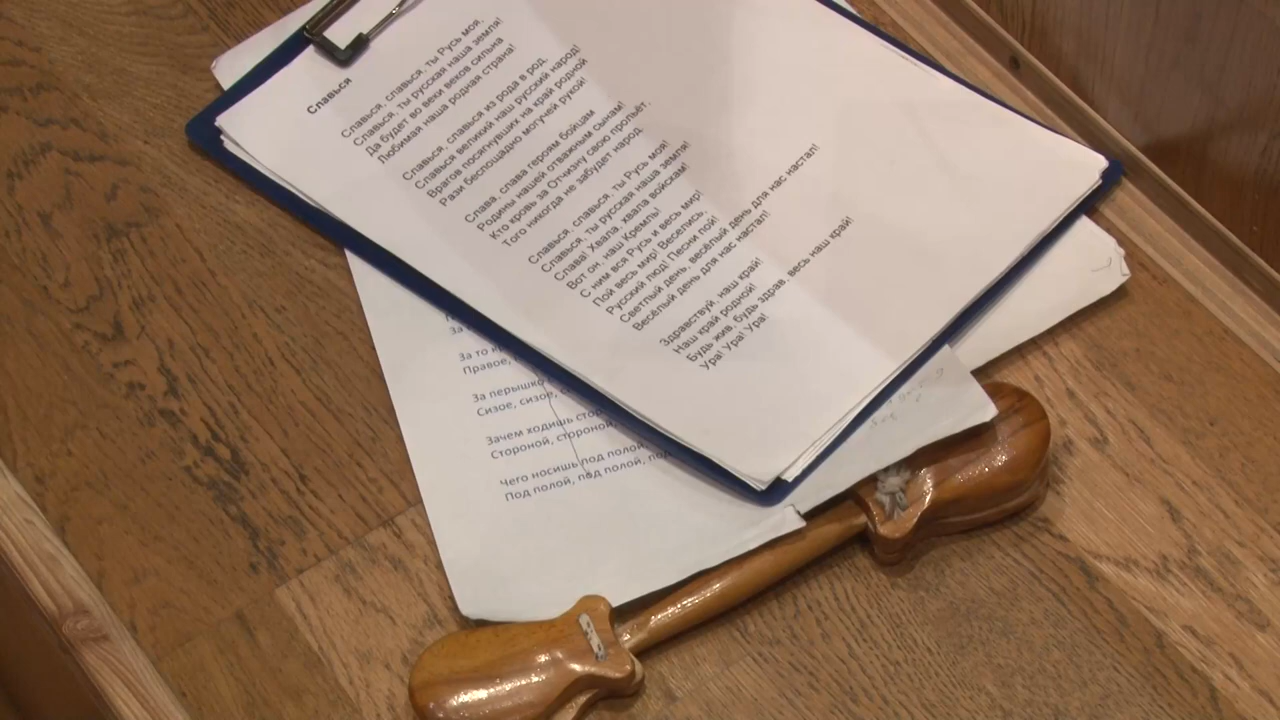 Славься
Славься, славься, ты Русь моя,
Славься, ты русская наша земля!
Да будет во веки веков сильна
Любимая наша родная страна!
Славься, славься из рода в род,
Славься великий наш русский народ!
Врагов посягнувших на край родной
Рази беспощадно могучей рукой!
Слава, слава героям бойцам
Родины нашей отважным сынам!
Кто кровь за Отчизну свою прольёт,
Того никогда не забудет народ.
Славься, славься, ты Русь моя!
Славься, ты русская наша земля!
Слава! Хвала, хвала войскам!
Вот он, наш Кремль!
С ним вся Русь и весь мир!
Пой весь мир! Веселись,
Русский люд! Песни пой!
Светлый день, весёлый день для нас настал!
Весёлый день для нас настал!
Здравствуй, наш край!
Наш край родной!
Будь жив, будь здрав, весь наш край!
Ура! Ура! Ура!
За
За то
Правое,
За перышко
Сизое, сизое,
Зачем ходишь
Стороной, стороной,
Чего носишь под полой
Под полой, под полой,